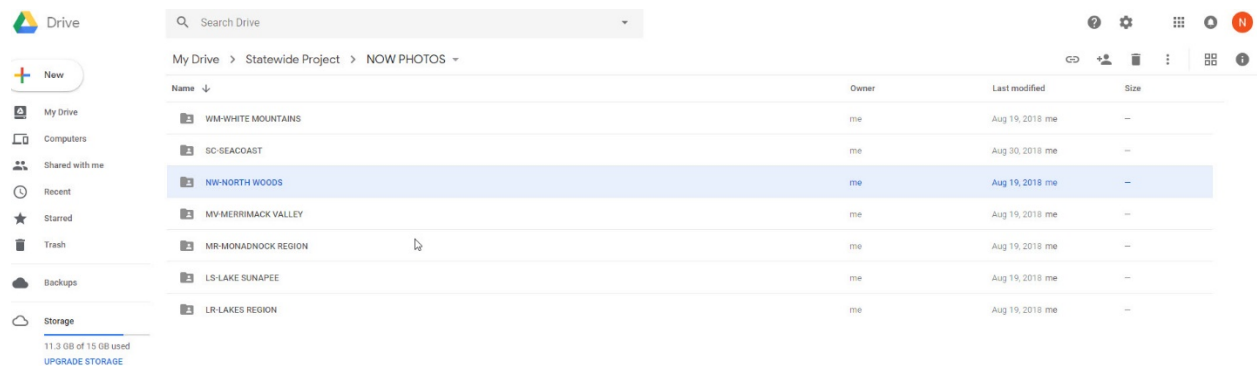 Drive
Search Drive
N
New
My Drive > Statewide Project > NOW PHOTOS
Name Owner Last modified Size
My Drive
Computers
Shared with me
Recent
Starred
Trash
Backups
Storage
11.3 GB of 15 GB used
UPGRADE STORAGE
WM-WHITE MOUNTAINS me Aug 19, 2018 me –
SC-SEACOAST me Aug 30, 2018 me –
NW-NORTH WOODS me Aug 19, 2018 me –
MV-MERRIMACK VALLEY me Aug 19, 2018 me –
MR-MONADNOCK REGION me Aug 19, 2018 me –
LS-LAKE SUNAPEE me Aug 19, 2018 me –
LR-LAKES REGION me Aug 19, 2018 me –